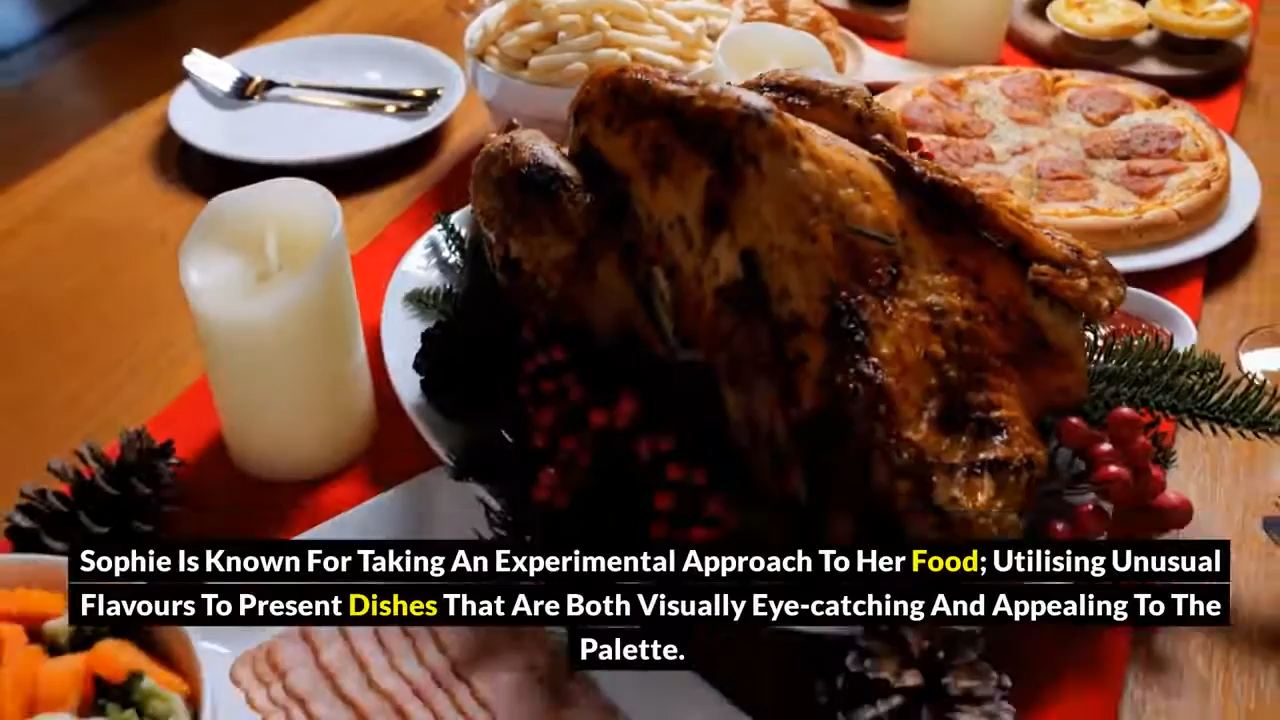 Sophie Is Known For Taking An Experimental Approach To Her Food; Utilising Unusual
Flavours To Present Dishes That Are Both Visually Eye-catching And Appealing To The
Palette.